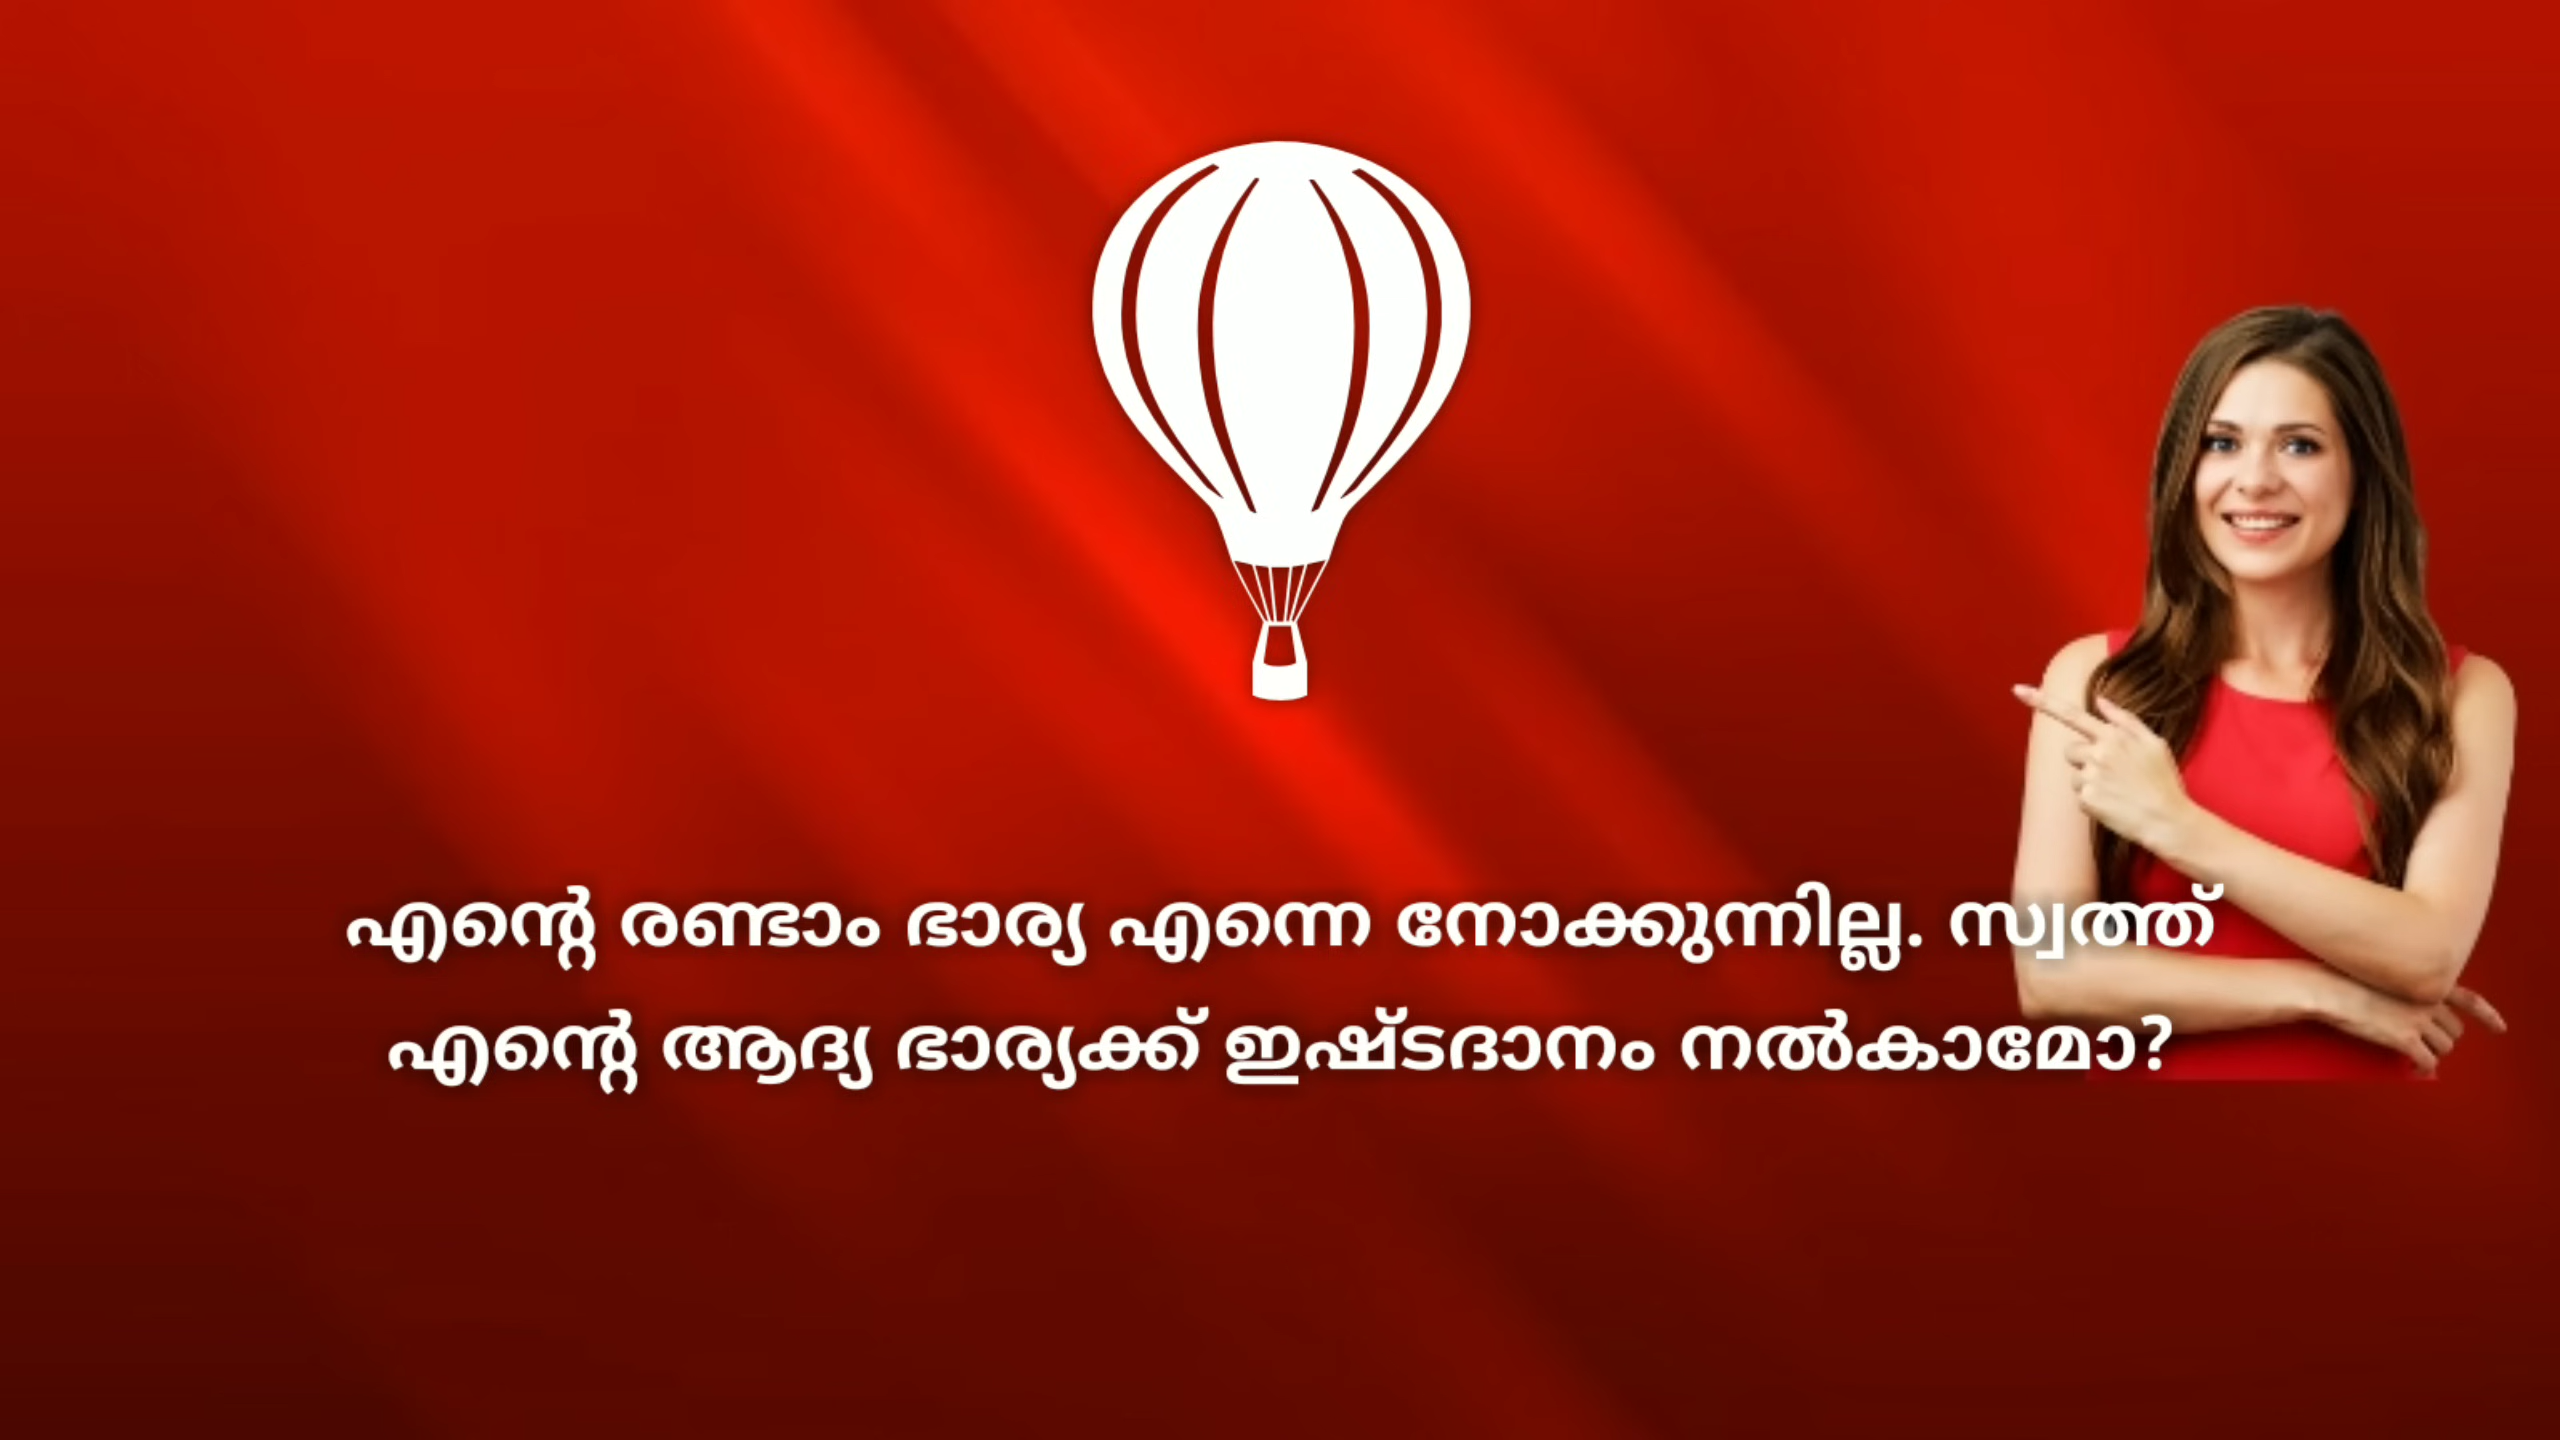 എന്റെ രണ്ടാം ഭാര്യ എന്നെ നോക്കുന്നില്ല. സ്വത്ത്
എന്റെ ആദ്യ ഭാര്യക്ക് ഇഷ്ടദാനം നൽകാമോ?